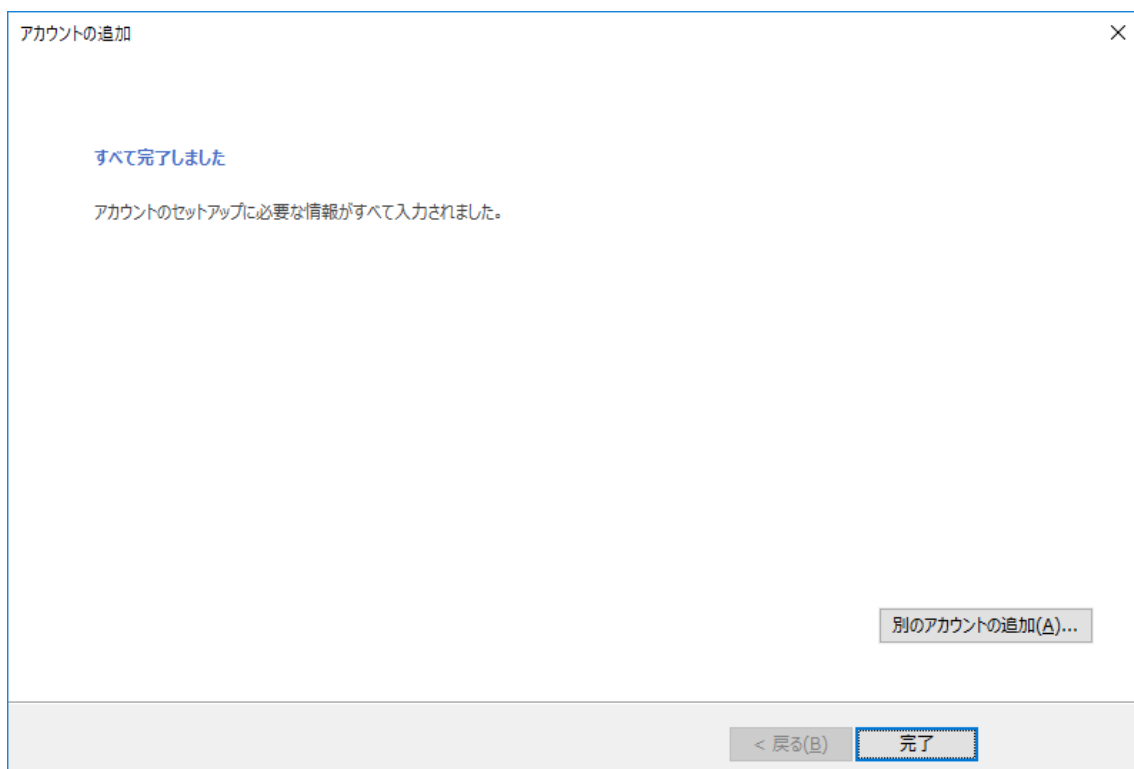 アカウントの追加
すべて完了しました
アカウントのセットアップに必要な情報がすべて入力されました。
別のアカウントの追加(A)...
< 戻る(B)
完了